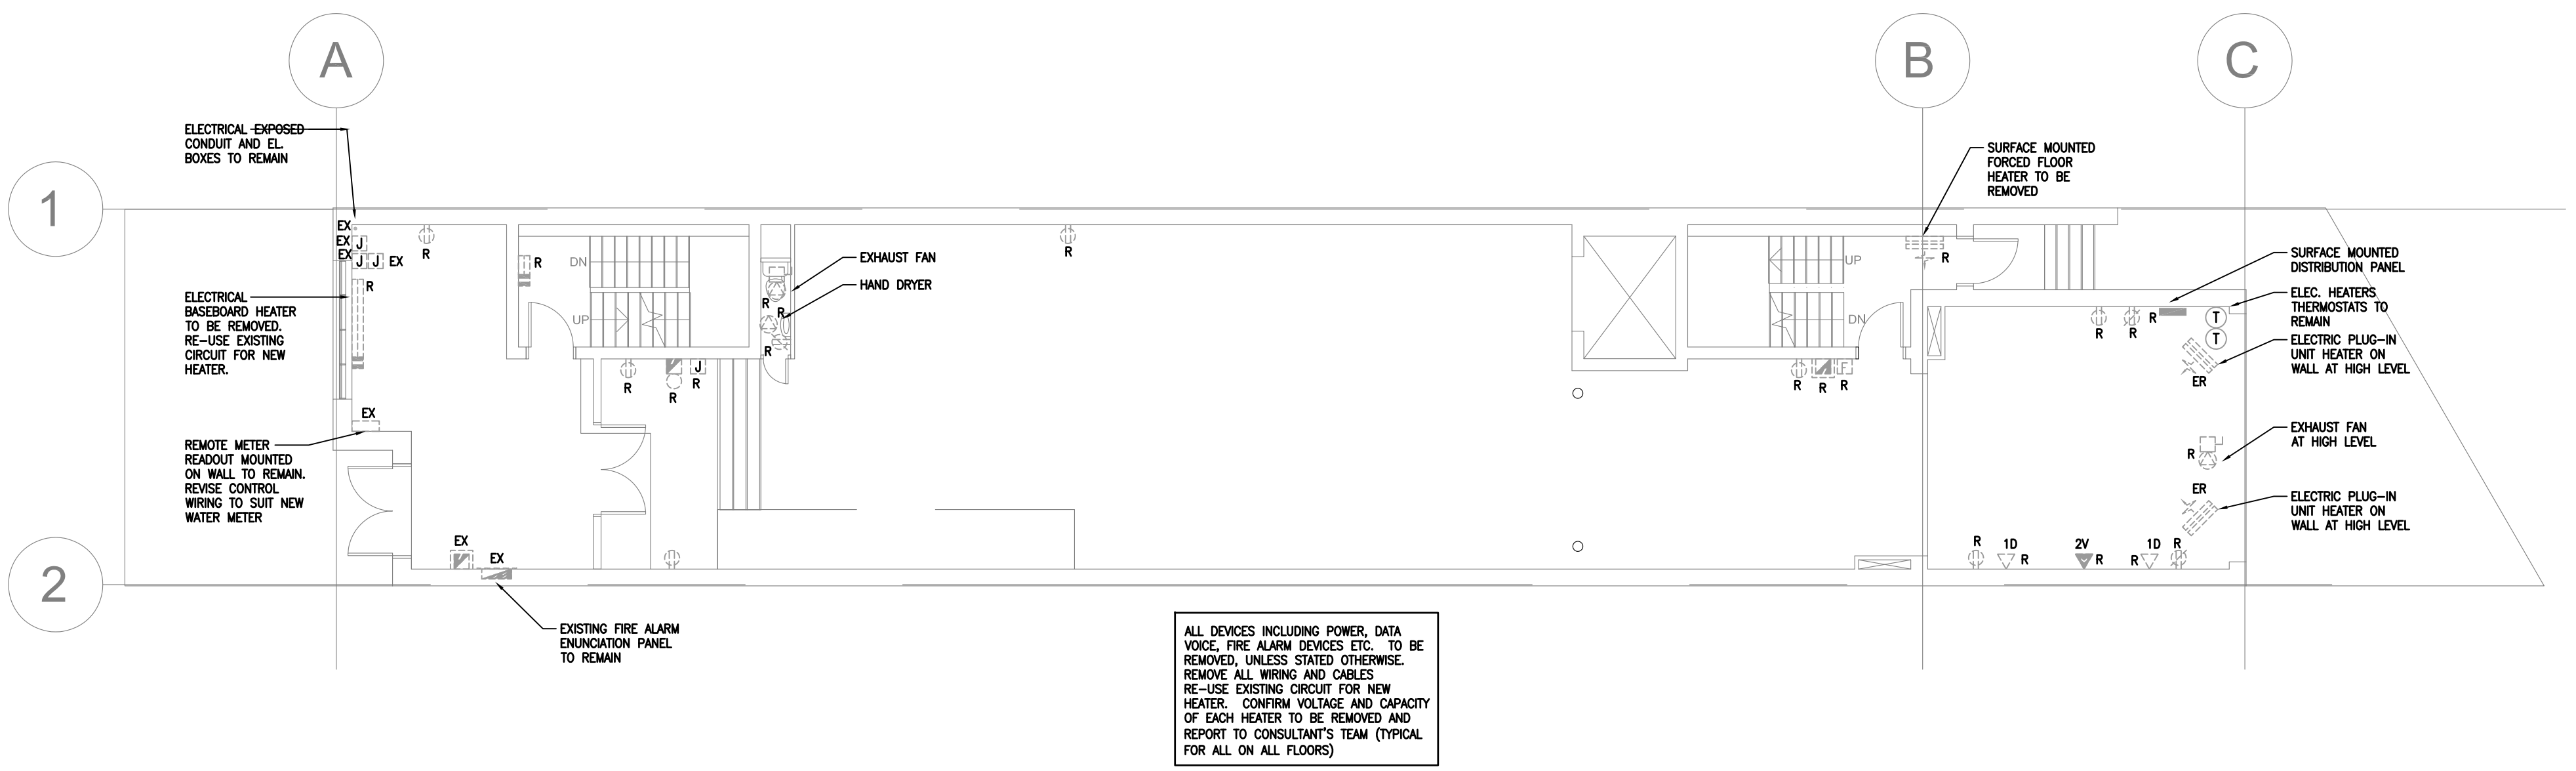 A
B
C
1
2
ELECTRICAL EXPOSED
CONDUIT AND EL.
BOXES TO REMAIN
SURFACE MOUNTED
FORCED FLOOR
HEATER TO BE
REMOVED
EX
EX
J
EX
J
J
EX
R
R
ELECTRICAL
BASEBOARD HEATER
TO BE REMOVED.
RE-USE EXISTING
CIRCUIT FOR NEW
HEATER.
EX
REMOTE METER
READOUT MOUNTED
ON WALL TO REMAIN.
REVISE CONTROL
WIRING TO SUIT NEW
WATER METER
R
DN
UP
EXHAUST FAN
HAND DRYER
R
R
R
R
R
R
J
R
EX
EX
EXISTING FIRE ALARM
ENUNCIATION PANEL
TO REMAIN
UP
DN
R
R
R
F
R
SURFACE MOUNTED
DISTRIBUTION PANEL
ELEC. HEATERS
THERMOSTATS TO
REMAIN
ELECTRIC PLUG-IN
UNIT HEATER ON
WALL AT HIGH LEVEL
R
R
R
T
T
ER
EXHAUST FAN
AT HIGH LEVEL
R
ER
ELECTRIC PLUG-IN
UNIT HEATER ON
WALL AT HIGH LEVEL
R
1D
R
2V
R
1D
R
R
ALL DEVICES INCLUDING POWER, DATA
VOICE, FIRE ALARM DEVICES ETC. TO BE
REMOVED, UNLESS STATED OTHERWISE.
REMOVE ALL WIRING AND CABLES
RE-USE EXISTING CIRCUIT FOR NEW
HEATER. CONFIRM VOLTAGE AND CAPACITY
OF EACH HEATER TO BE REMOVED AND
REPORT TO CONSULTANT'S TEAM (TYPICAL
FOR ALL ON ALL FLOORS)